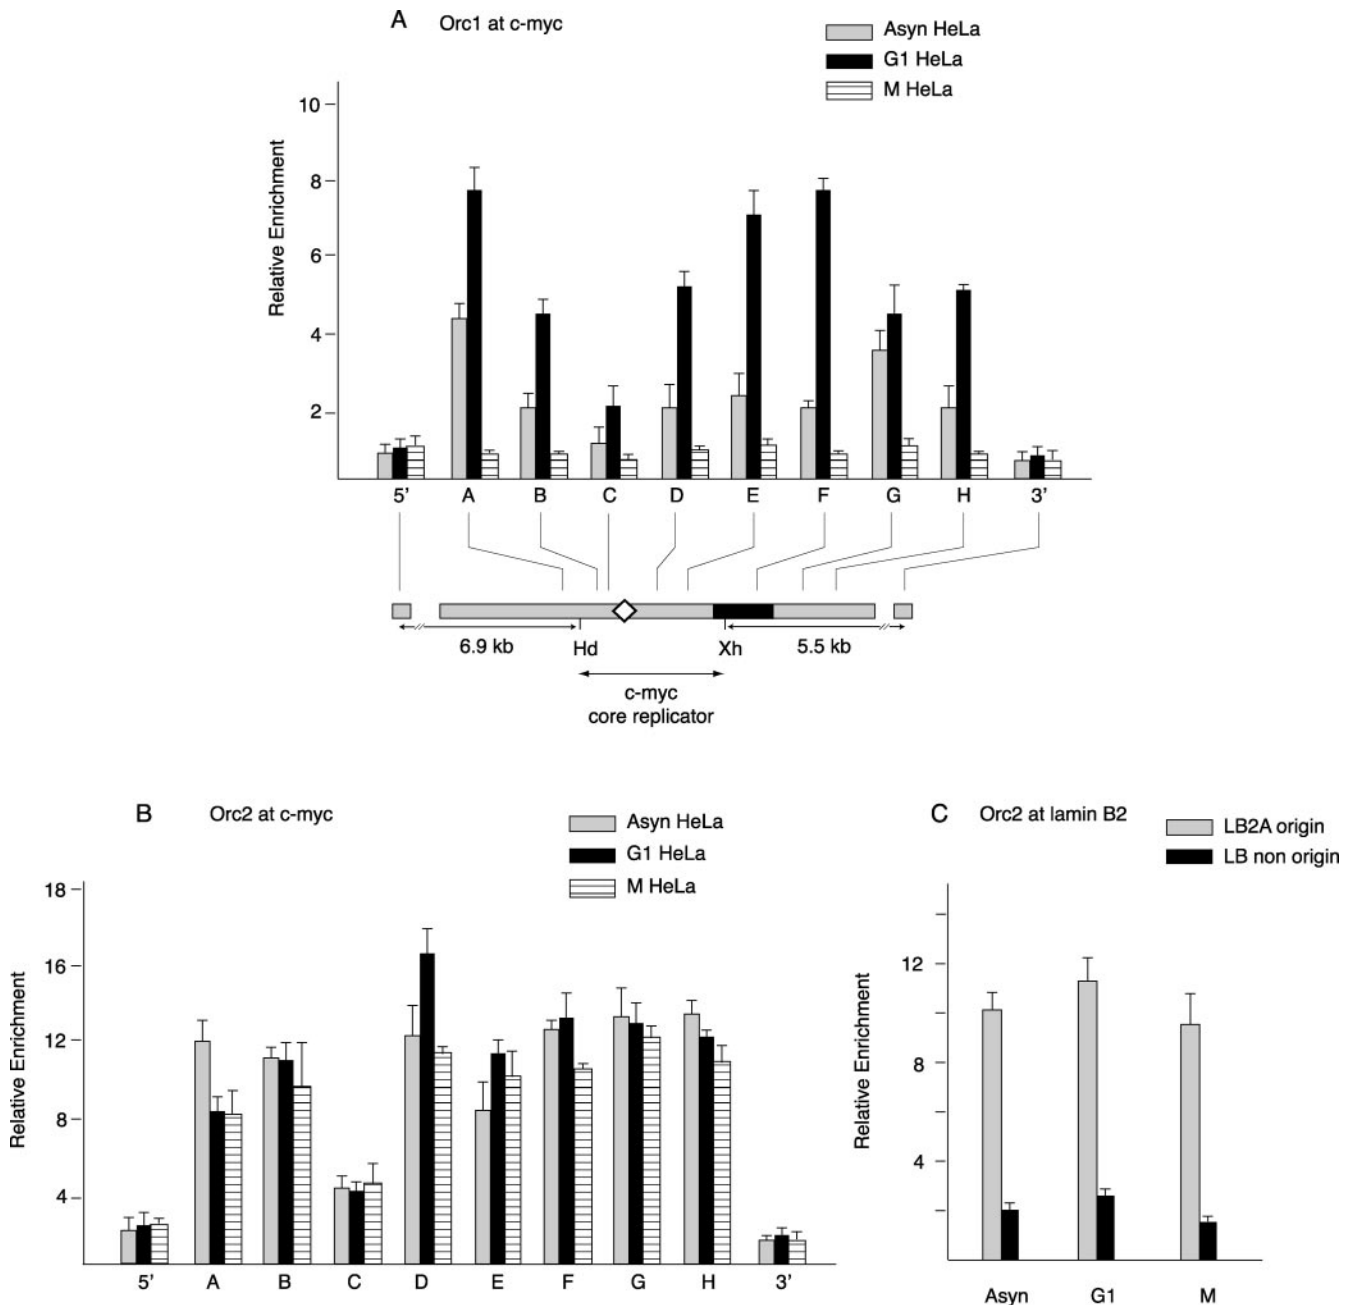 A Orc1 at c-myc
Asyn HeLa
G1 HeLa
M HeLa
Relative Enrichment
10
8
6
4
2
5’ A B C D E F G H 3’
6.9 kb Hd Xh 5.5 kb
c-myc
core replicator
B Orc2 at c-myc
Asyn HeLa
G1 HeLa
M HeLa
Relative Enrichment
18
16
12
8
4
5’ A B C D E F G H 3’
C Orc2 at lamin B2
LB2A origin
LB non origin
Relative Enrichment
12
8
4
Asyn G1 M